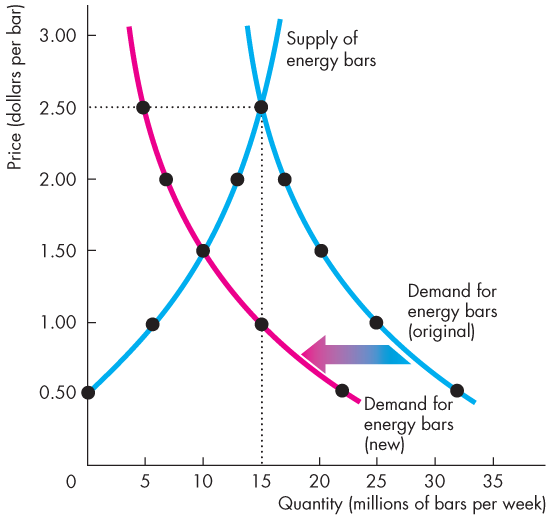 Price (dollars per bar)
3.00
2.50
2.00
1.50
1.00
0.50
0
5
10
15
20
25
30
35
Quantity (millions of bars per week)
Supply of
energy bars
Demand for
energy bars
(original)
Demand for
energy bars
(new)